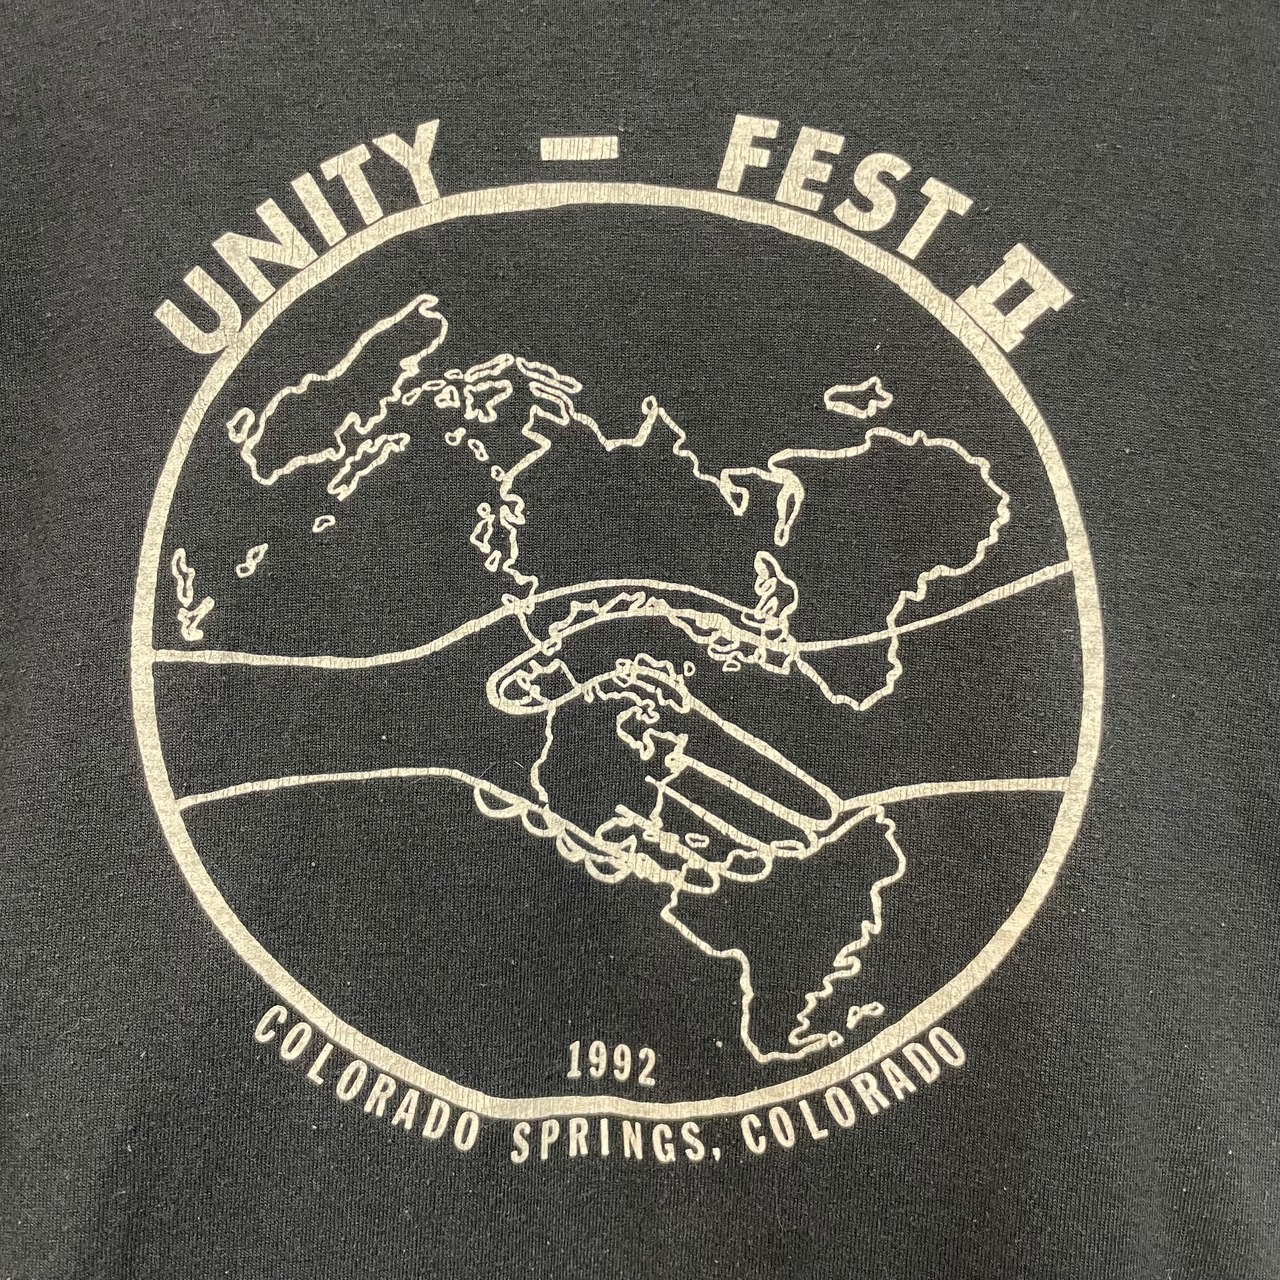 UNITY - FEST II
1992
COLORADO SPRINGS, COLORADO